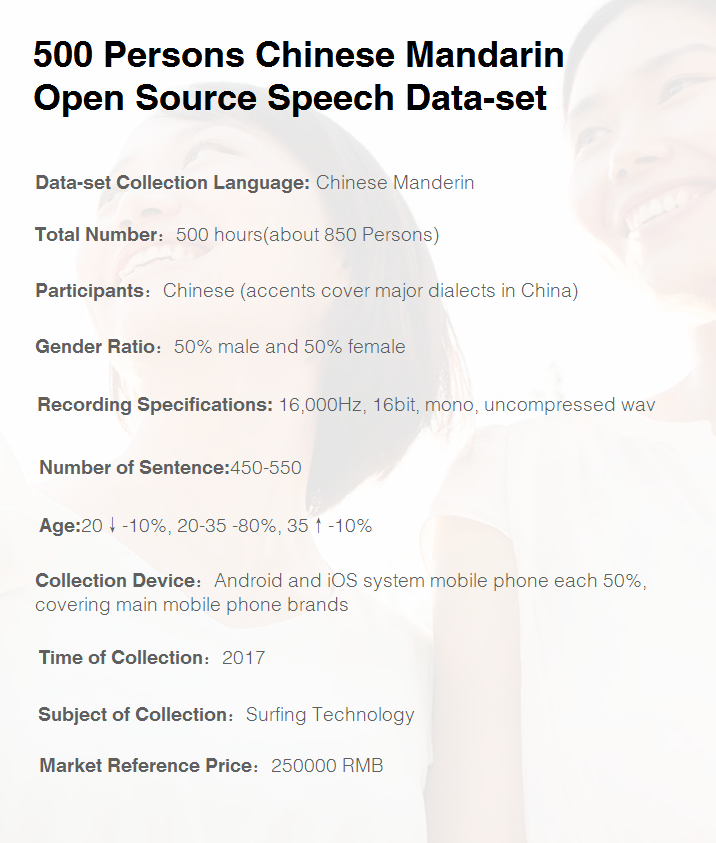 500 Persons Chinese Mandarin
Open Source Speech Data-set
Data-set Collection Language: Chinese Manderin
Total Number：500 hours(about 850 Persons)
Participants：Chinese (accents cover major dialects in China)
Gender Ratio：50% male and 50% female
Recording Specifications: 16,000Hz, 16bit, mono, uncompressed wav
Number of Sentence:450-550
Age:20↓-10%, 20-35 -80%, 35↑-10%
Collection Device：Android and iOS system mobile phone each 50%,
covering main mobile phone brands
Time of Collection：2017
Subject of Collection：Surfing Technology
Market Reference Price：250000 RMB